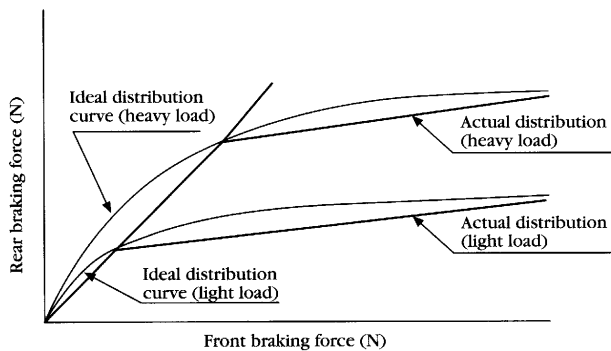 Rear braking force (N)
Ideal distribution
curve (heavy load)
Actual distribution
(heavy load)
Actual distribution
(light load)
Ideal distribution
curve (light load)
Front braking force (N)